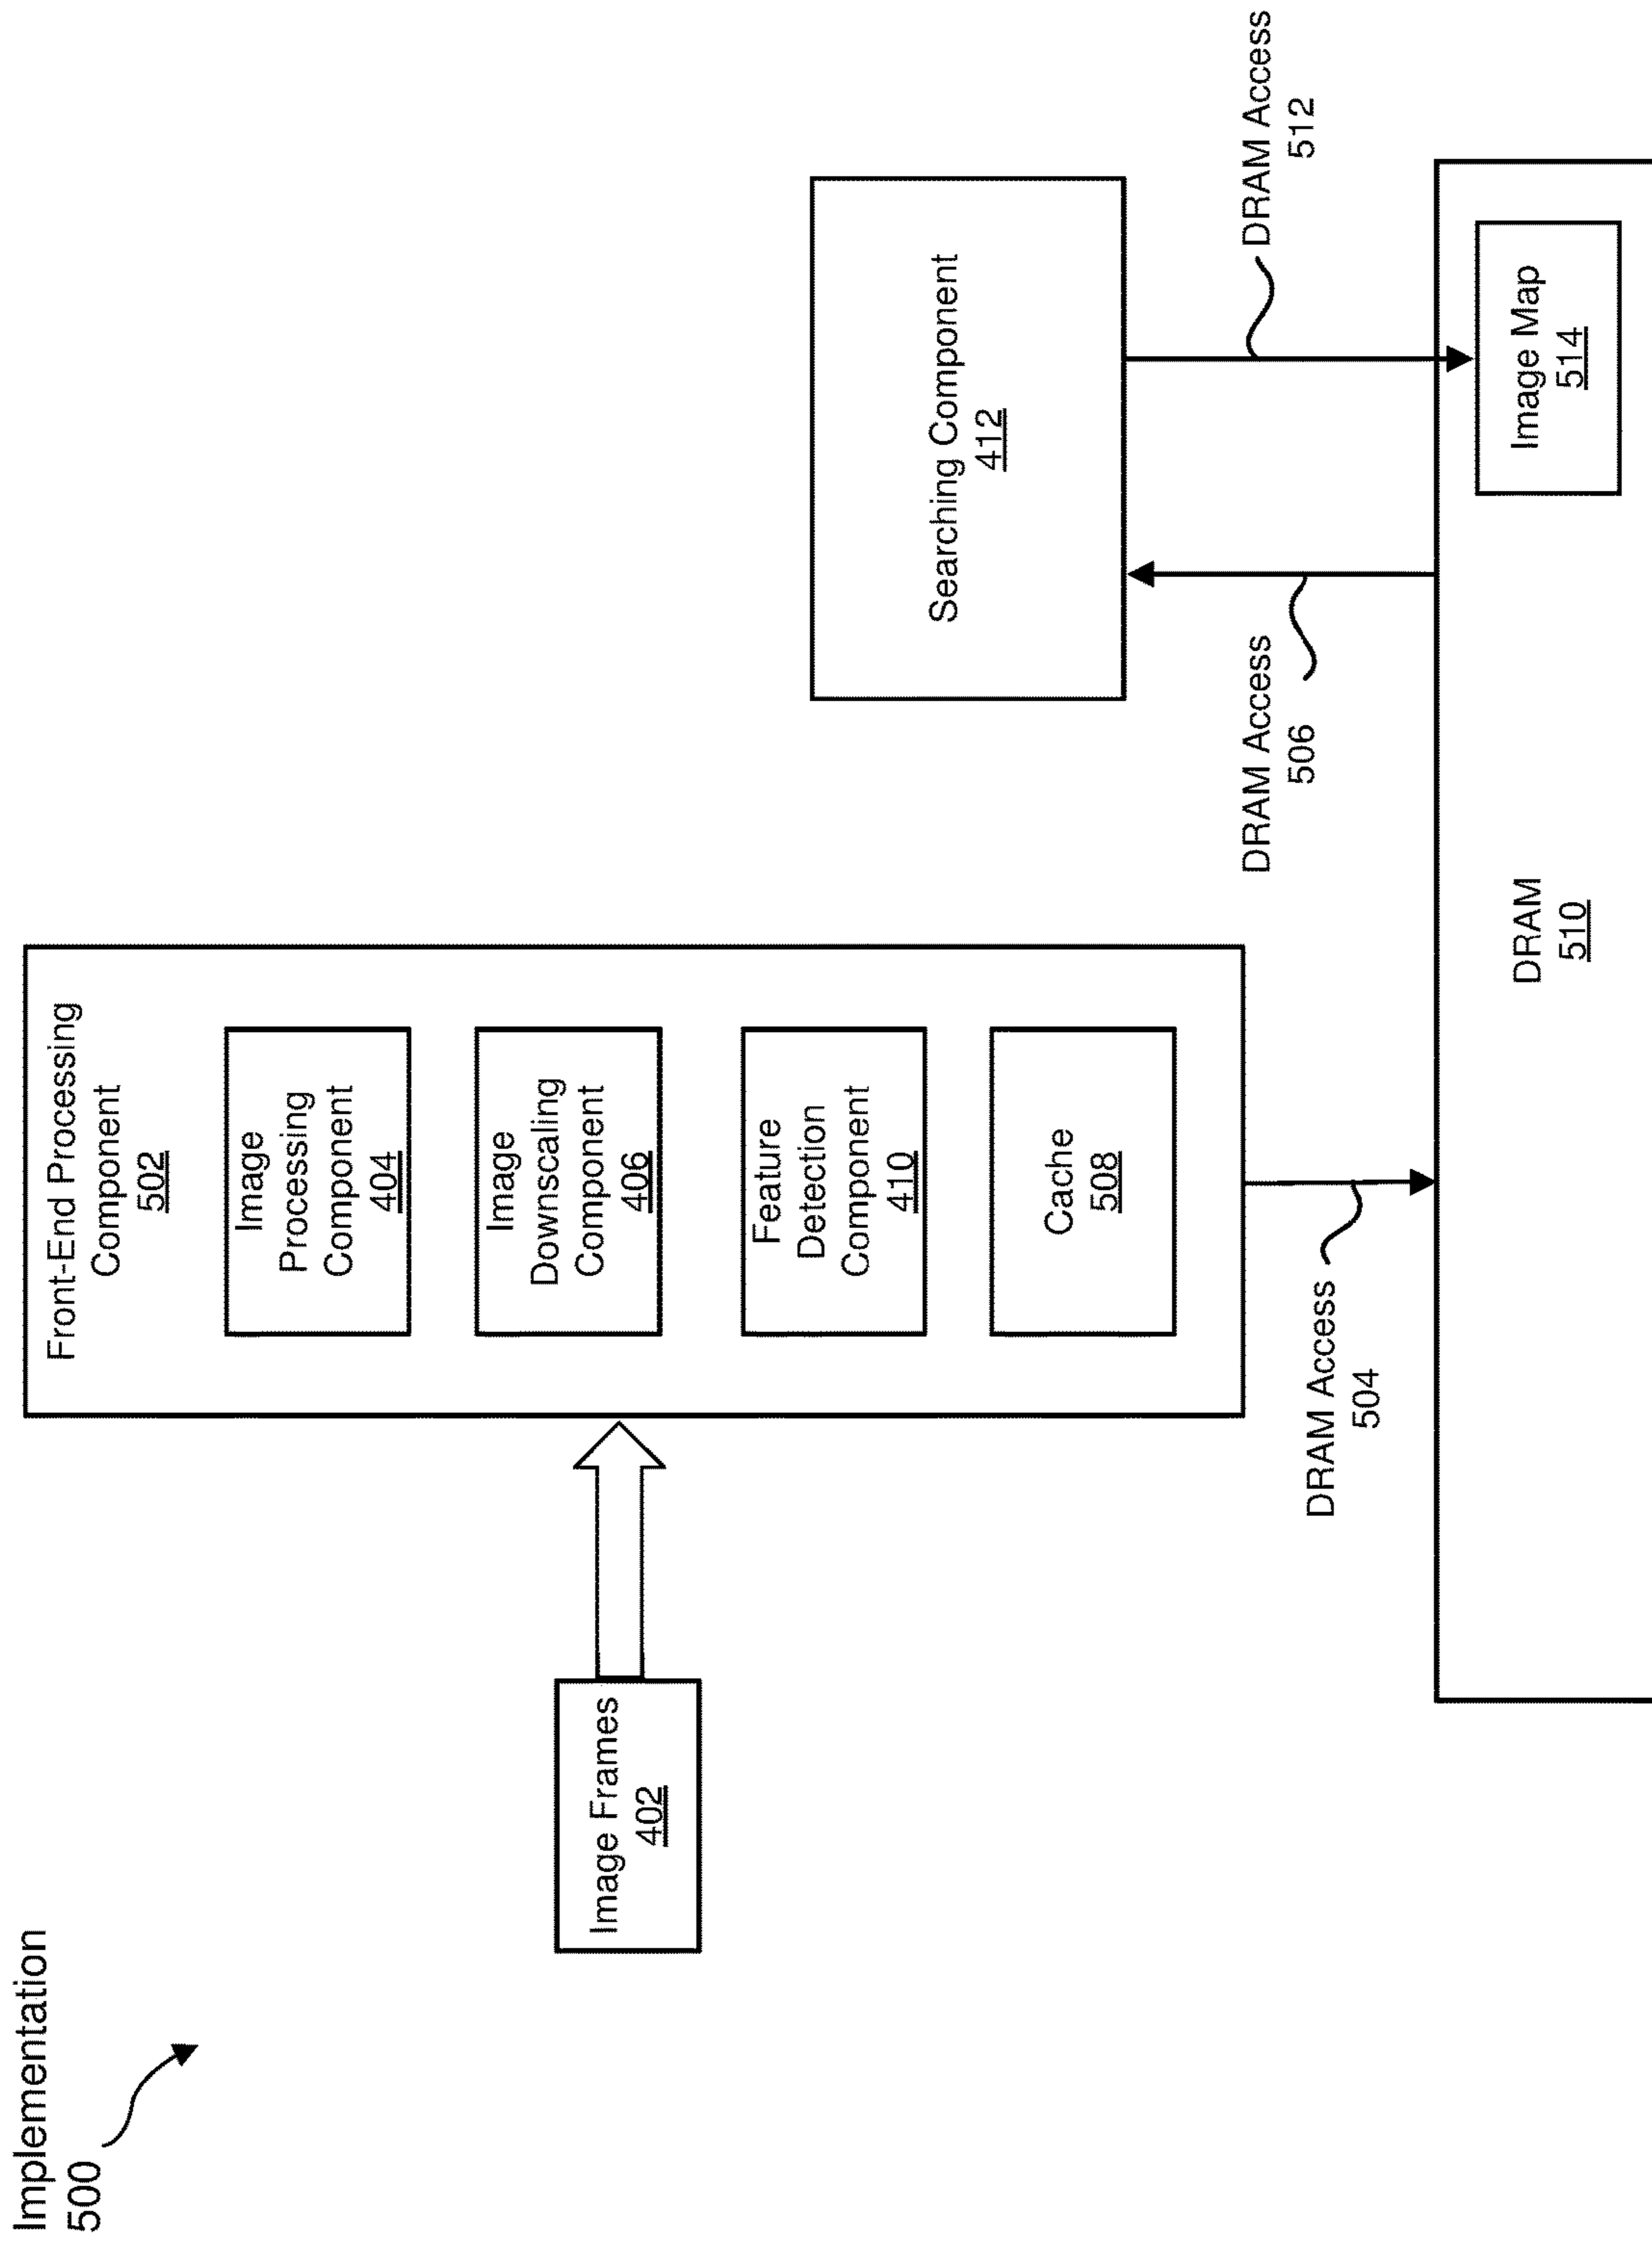 Implementation
500
Image Frames
402
Front-End Processing
Component
502
Image
Processing
Component
404
Image
Downscaling
Component
406
Feature
Detection
Component
410
Cache
508
Searching Component
412
DRAM Access
504
DRAM Access
506
DRAM Access
512
DRAM
510
Image Map
514